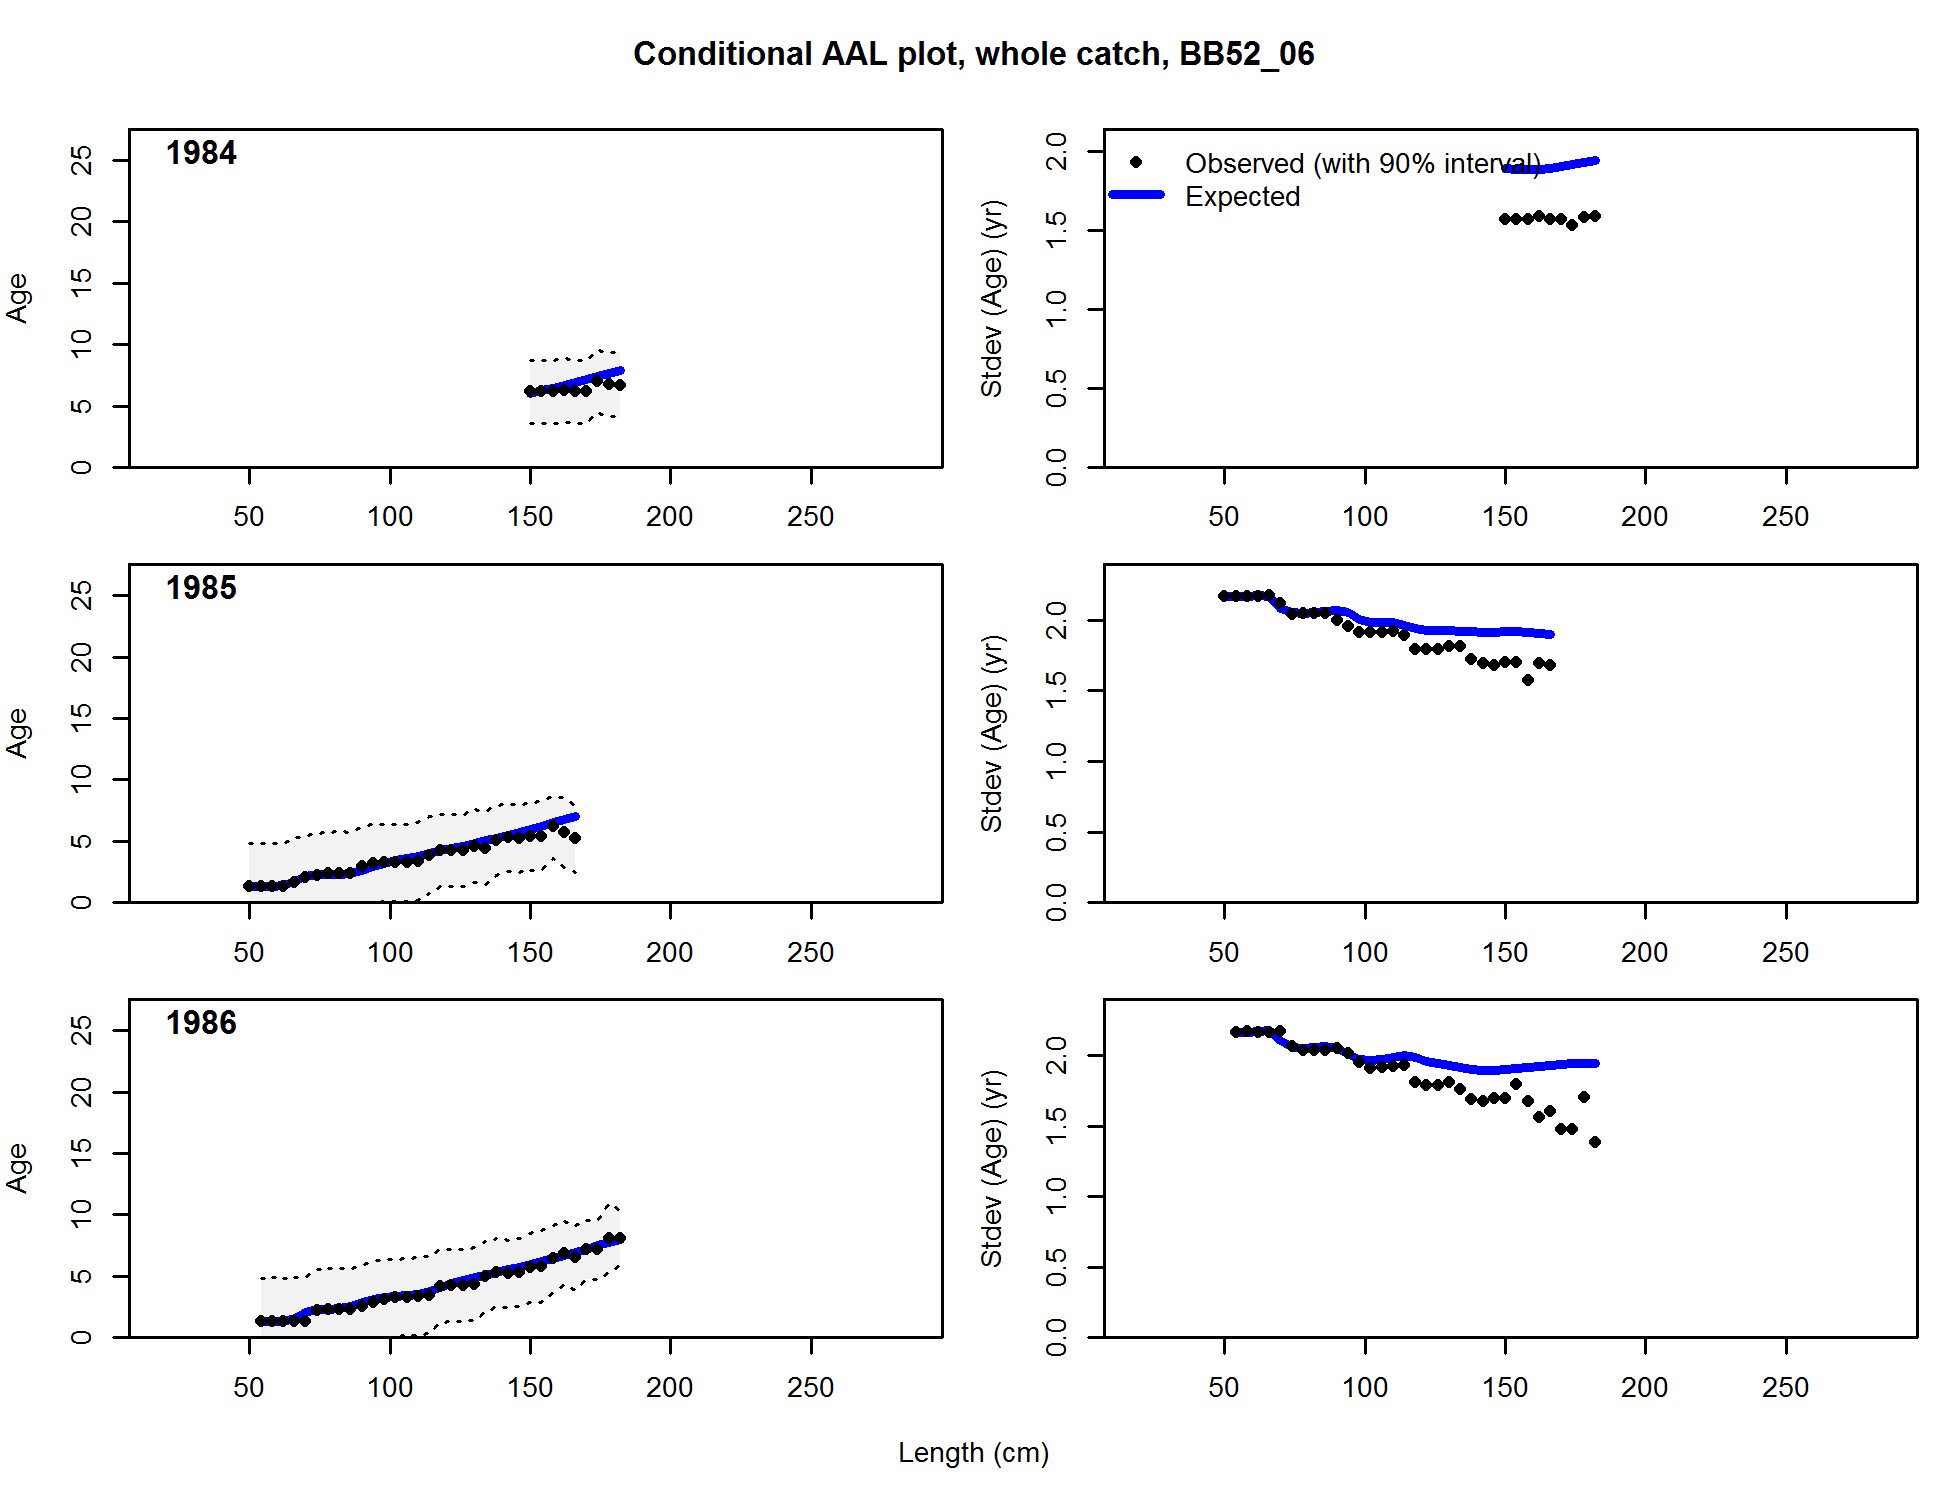 Conditional AAL plot, whole catch, BB52_06
1984
Age
0 5 10 15 20 25
50 100 150 200 250
Observed (with 90% interval)
Expected
Stdev (Age) (yr)
0.0 0.5 1.0 1.5 2.0
50 100 150 200 250
1985
Age
0 5 10 15 20 25
50 100 150 200 250
Stdev (Age) (yr)
0.0 0.5 1.0 1.5 2.0
50 100 150 200 250
1986
Age
0 5 10 15 20 25
50 100 150 200 250
Stdev (Age) (yr)
0.0 0.5 1.0 1.5 2.0
50 100 150 200 250
Length (cm)